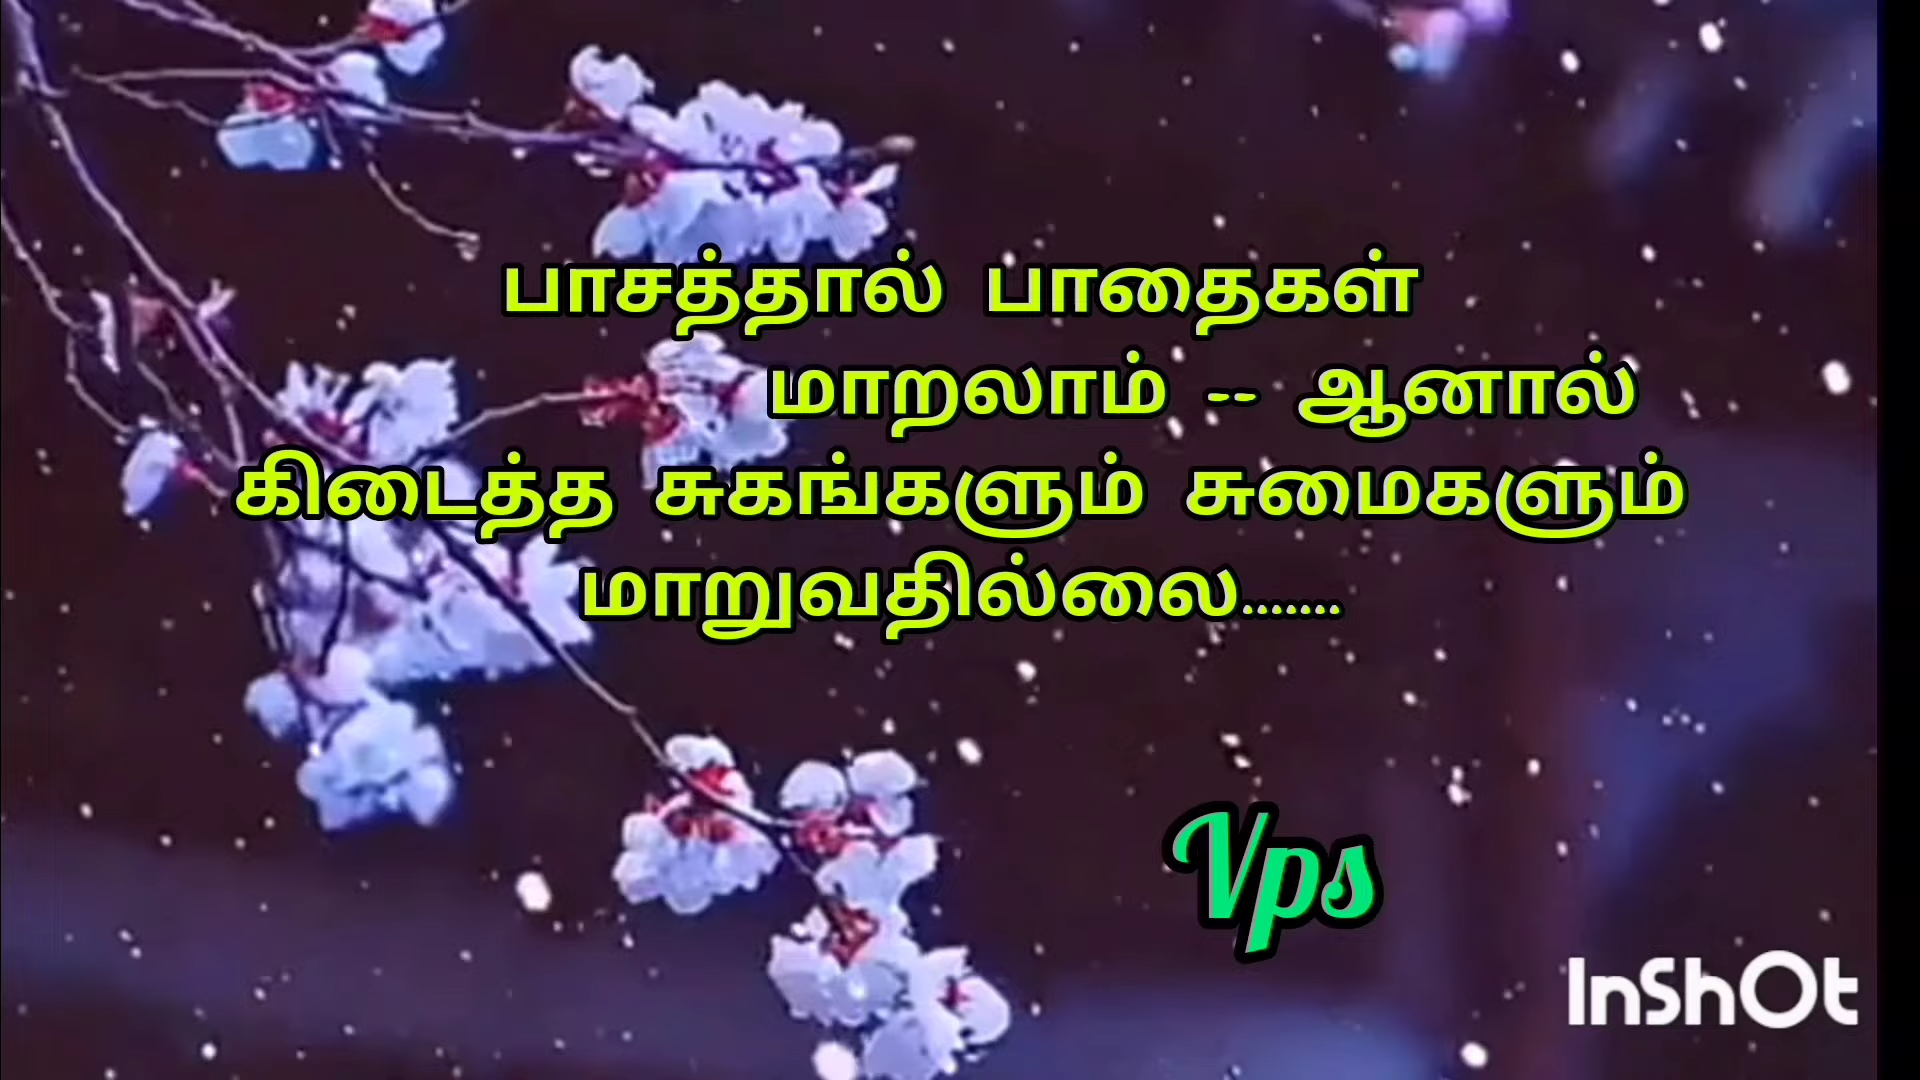 பாசத்தால் பாதைகள்
மாறலாம் -- ஆனால்
கிடைத்த சுகங்களும் சுமைகளும்
மாறுவதில்லை.......
Vps
InShOt